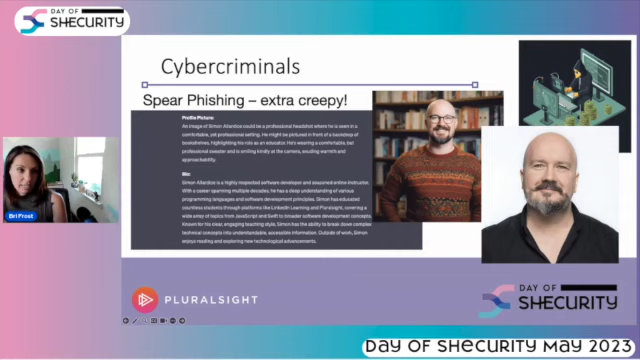 DAY OF
SHECURITY
Cybercriminals
Spear Phishing – extra creepy!
Profile Picture:
An image of Simon Allardice could be a professional headshot where he is seen in a
comfortable, yet professional setting. He might be pictured in front of a backdrop of
bookshelves, highlighting his role as an educator. He's wearing a comfortable, but
professional sweater and is smiling kindly at the camera, exuding warmth and
approachability.
Bio:
Simon Allardice is a highly respected software developer and seasoned online instructor.
With a career spanning multiple decades, he has a deep understanding of various
programming languages and software development principles. Simon has educated
countless students through platforms like LinkedIn Learning and Pluralsight, covering a
wide array of topics from JavaScript and Swift to broader software development concepts.
Known for his clear, engaging teaching style, Simon has the ability to break down complex
technical concepts into understandable, accessible information. Outside of work, Simon
enjoys reading and exploring new technological advancements.
Bri Frost
PLURALSIGHT
DAY OF
SHECURITY
DAY OF SHECURITY MAY 2023